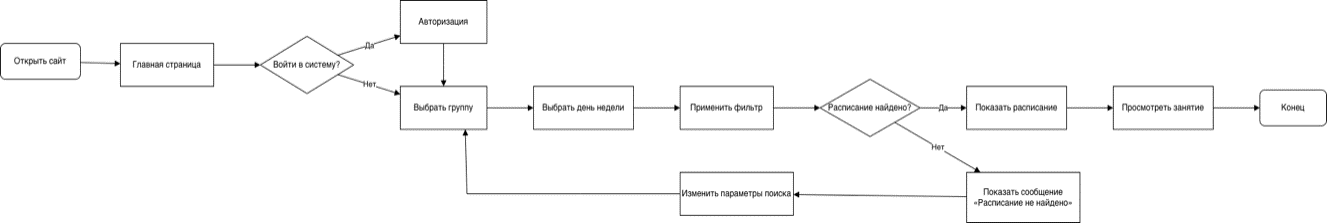 Авторизация
Открыть сайт
Главная страница
Войти в систему?
Да
Нет
Выбрать группу
Выбрать день недели
Применить фильтр
Расписание найдено?
Да
Показать расписание
Просмотреть занятие
Конец
Нет
Изменить параметры поиска
Показать сообщение
«Расписание не найдено»